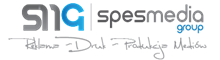 smg spesmedia
group
Reklama - Druk - Produkcja Mediów